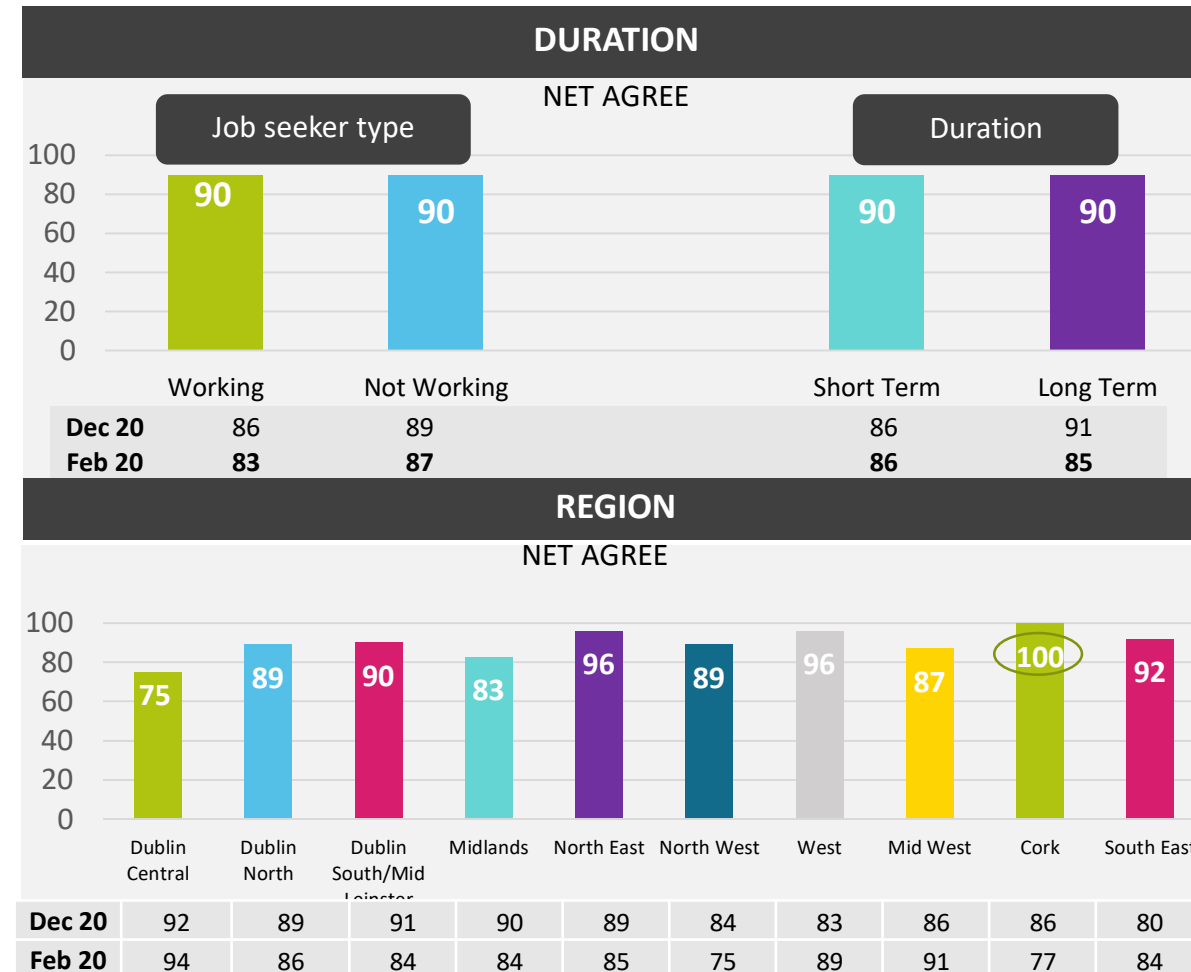 DURATION
NET AGREE
Job seeker type
Duration
100
80
60
40
20
0
90
90
90
90
Working Not Working Short Term Long Term
Dec 20 86 89 86 91
Feb 20 83 87 86 85
REGION
NET AGREE
100
80
60
40
20
0
75 89 90 83 96 89 96 87 100 92
Dublin Central
Dublin North
Dublin South/Mid Leinster
Midlands
North East
North West
West
Mid West
Cork
South East
Dec 20 92 89 91 90 89 84 83 86 86 80
Feb 20 94 86 84 84 85 75 89 91 77 84